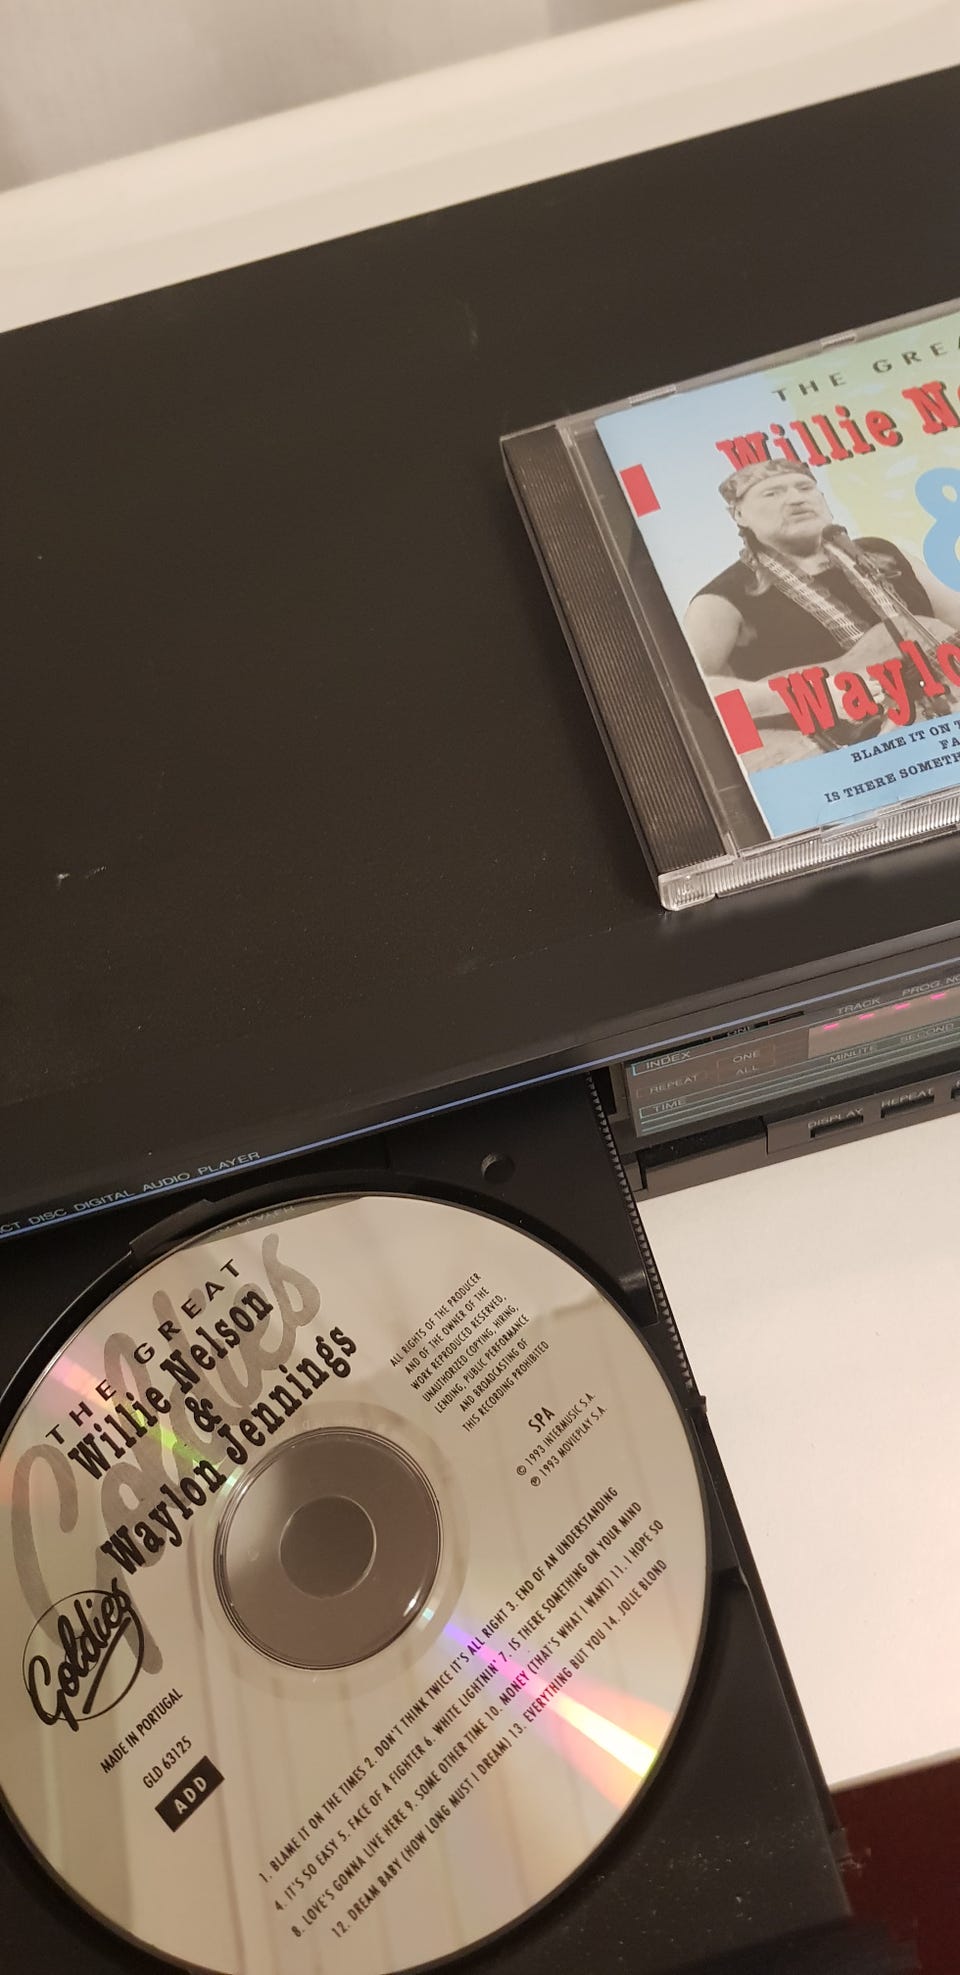 THE GREA
Willie Ne
&
Waylo
BLAME IT ON T
FA
IS THERE SOMETH
TRACK PROG. NO
INDEX ONE
REPEAT ALL
MINUTE SECOND
TIME
DISPLAY REPEAT
CT DISC DIGITAL AUDIO PLAYER
Goldies
THE GREAT
Willie Nelson
&
Waylon Jennings
ALL RIGHTS OF THE PRODUCER
AND OF THE OWNER OF THE
WORK REPRODUCED RESERVED.
UNAUTHORIZED COPYING, HIRING,
LENDING, PUBLIC PERFORMANCE
AND BROADCASTING OF
THIS RECORDING PROHIBITED
SPA
© 1993 INTERMUSIC S.A.
℗ 1993 MOVIEPLAY S.A.
Goldies
MADE IN PORTUGAL
GLD 63125
ADD
1. BLAME IT ON THE TIMES 2. DON'T THINK TWICE IT'S ALL RIGHT 3. END OF AN UNDERSTANDING
4. IT'S SO EASY 5. FACE OF A FIGHTER 6. WHITE LIGHTNIN' 7. IS THERE SOMETHING ON YOUR MIND
8. LOVE'S GONNA LIVE HERE 9. SOME OTHER TIME 10. MONEY (THAT'S WHAT I WANT) 11. I HOPE SO
12. DREAM BABY (HOW LONG MUST I DREAM) 13. EVERYTHING BUT YOU 14. JOLIE BLOND